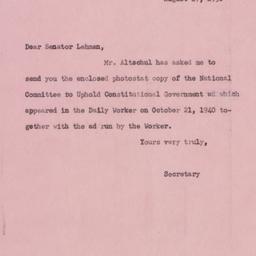 Dear Senator Lehman,
Mr. Altschul has asked me to
send you the enclosed photostat copy of the National
Committee to Uphold Constitutional Government which
appeared in the Daily Worker on October 21, 1940 to-
gether with the ad run by the Worker.
Yours very truly,
Secretary